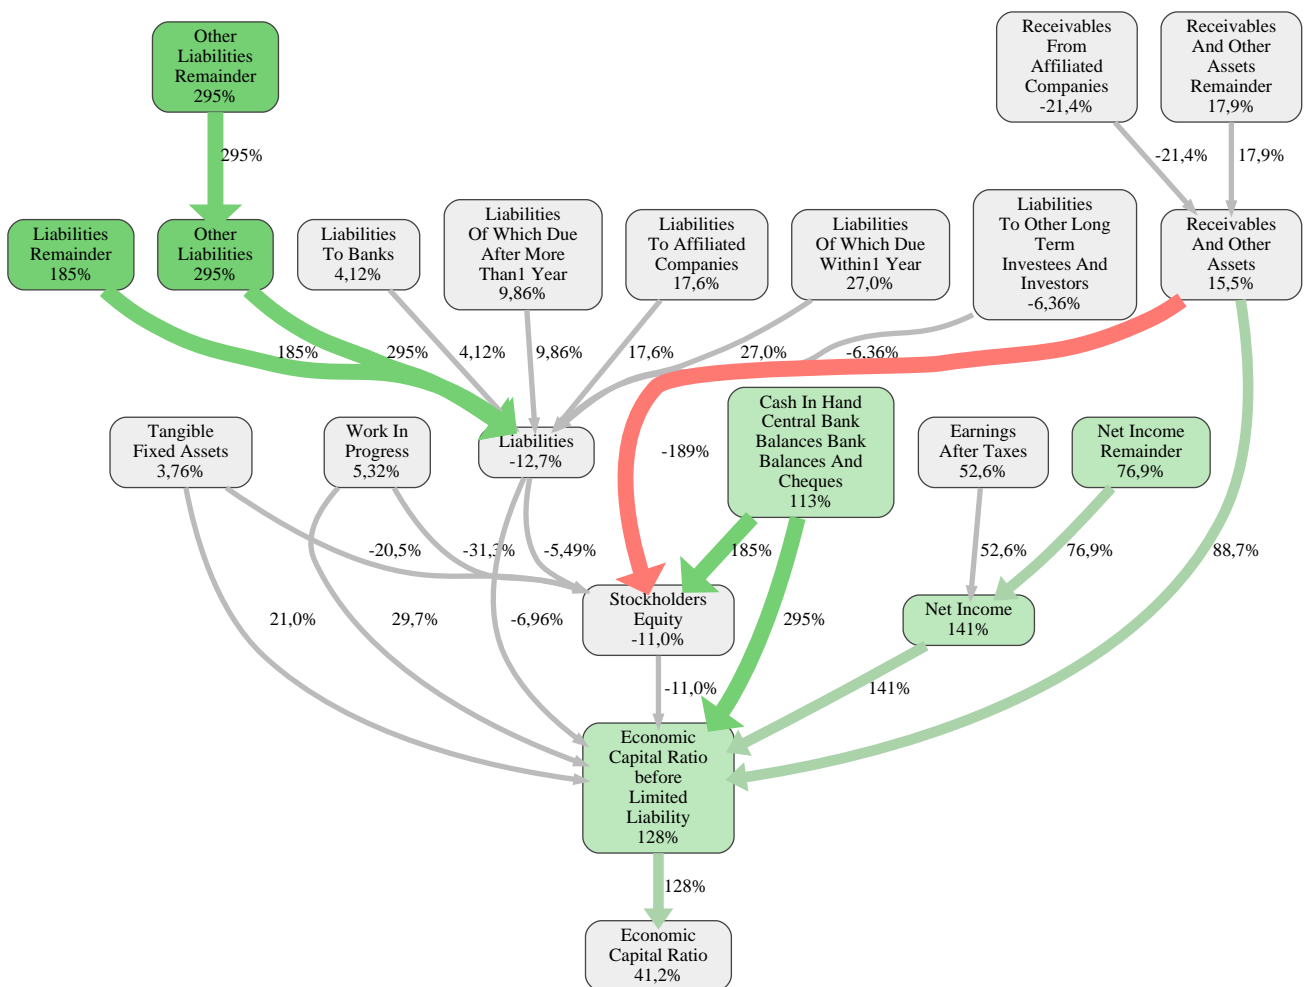 Other
Liabilities
Remainder
295%
Receivables
From
Affiliated
Companies
-21,4%
Receivables
And Other
Assets
Remainder
17,9%
295%
-21,4%
17,9%
Liabilities
Remainder
185%
Other
Liabilities
295%
Liabilities
To Banks
4,12%
Liabilities
Of Which Due
After More
Than1 Year
9,86%
Liabilities
To Affiliated
Companies
17,6%
Liabilities
Of Which Due
Within1 Year
27,0%
Liabilities
To Other Long
Term
Investees And
Investors
-6,36%
Receivables
And Other
Assets
15,5%
185%
295%
4,12%
9,86%
17,6%
27,0%
-6,36%
Tangible
Fixed Assets
3,76%
Work In
Progress
5,32%
Liabilities
-12,7%
-189%
Cash In Hand
Central Bank
Balances Bank
Balances And
Cheques
113%
Earnings
After Taxes
52,6%
Net Income
Remainder
76,9%
-20,5%
-31,3%
-5,49%
185%
52,6%
76,9%
88,7%
21,0%
29,7%
-6,96%
Stockholders
Equity
-11,0%
295%
Net Income
141%
-11,0%
141%
Economic
Capital Ratio
before
Limited
Liability
128%
128%
Economic
Capital Ratio
41,2%